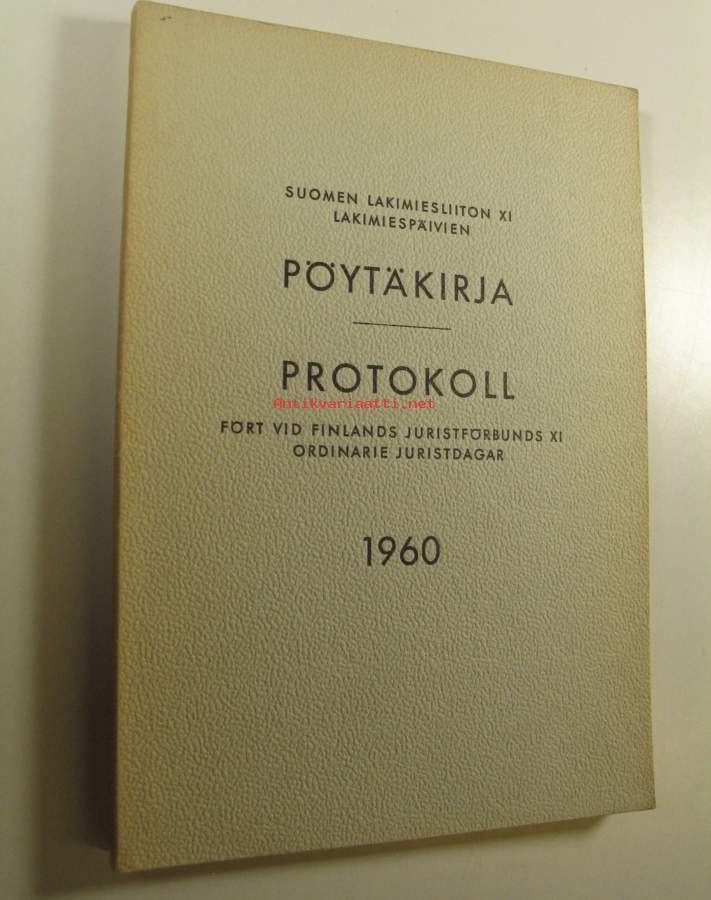 SUOMEN LAKIMIESLIITON XI
LAKIMIESPÄIVIEN
PÖYTÄKIRJA
PROTOKOLL
Antikvariaatti.net
FÖRT VID FINLANDS JURISTFÖRBUNDS XI
ORDINARIE JURISTDAGAR
1960